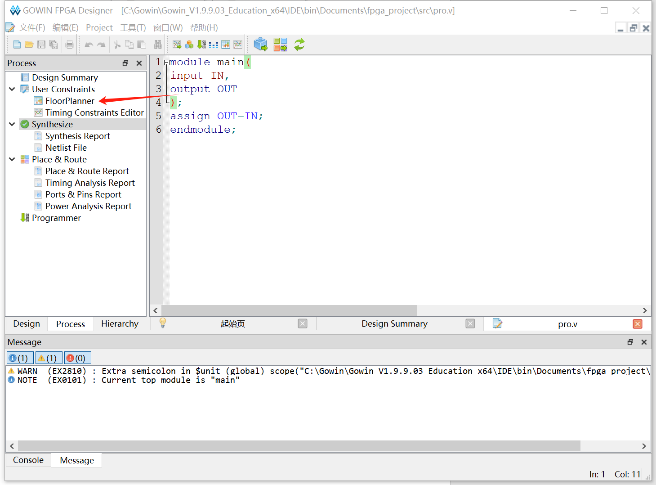 GOWIN FPGA Designer - [C:\Gowin\Gowin_V1.9.9.03_Education_x64\IDE\bin\Documents\fpga_project\src\pro.v]
文件(F) 编辑(E) Project 工具(T) 窗口(W) 帮助(H)
Process
Design Summary
User Constraints
FloorPlanner
Timing Constraints Editor
Synthesize
Synthesis Report
Netlist File
Place & Route
Place & Route Report
Timing Analysis Report
Ports & Pins Report
Power Analysis Report
Programmer
1 module main(
2 input IN,
3 output OUT
4 );
5 assign OUT=IN;
6 endmodule;
Design Process Hierarchy
起始页 Design Summary pro.v
Message
(1) (1) (0)
WARN (EX2810) : Extra semicolon in $unit (global) scope("C:\Gowin\Gowin V1.9.9.03 Education x64\IDE\bin\Documents\fpga project\
NOTE (EX0101) : Current top module is "main"
Console Message
ln: 1 Col: 11